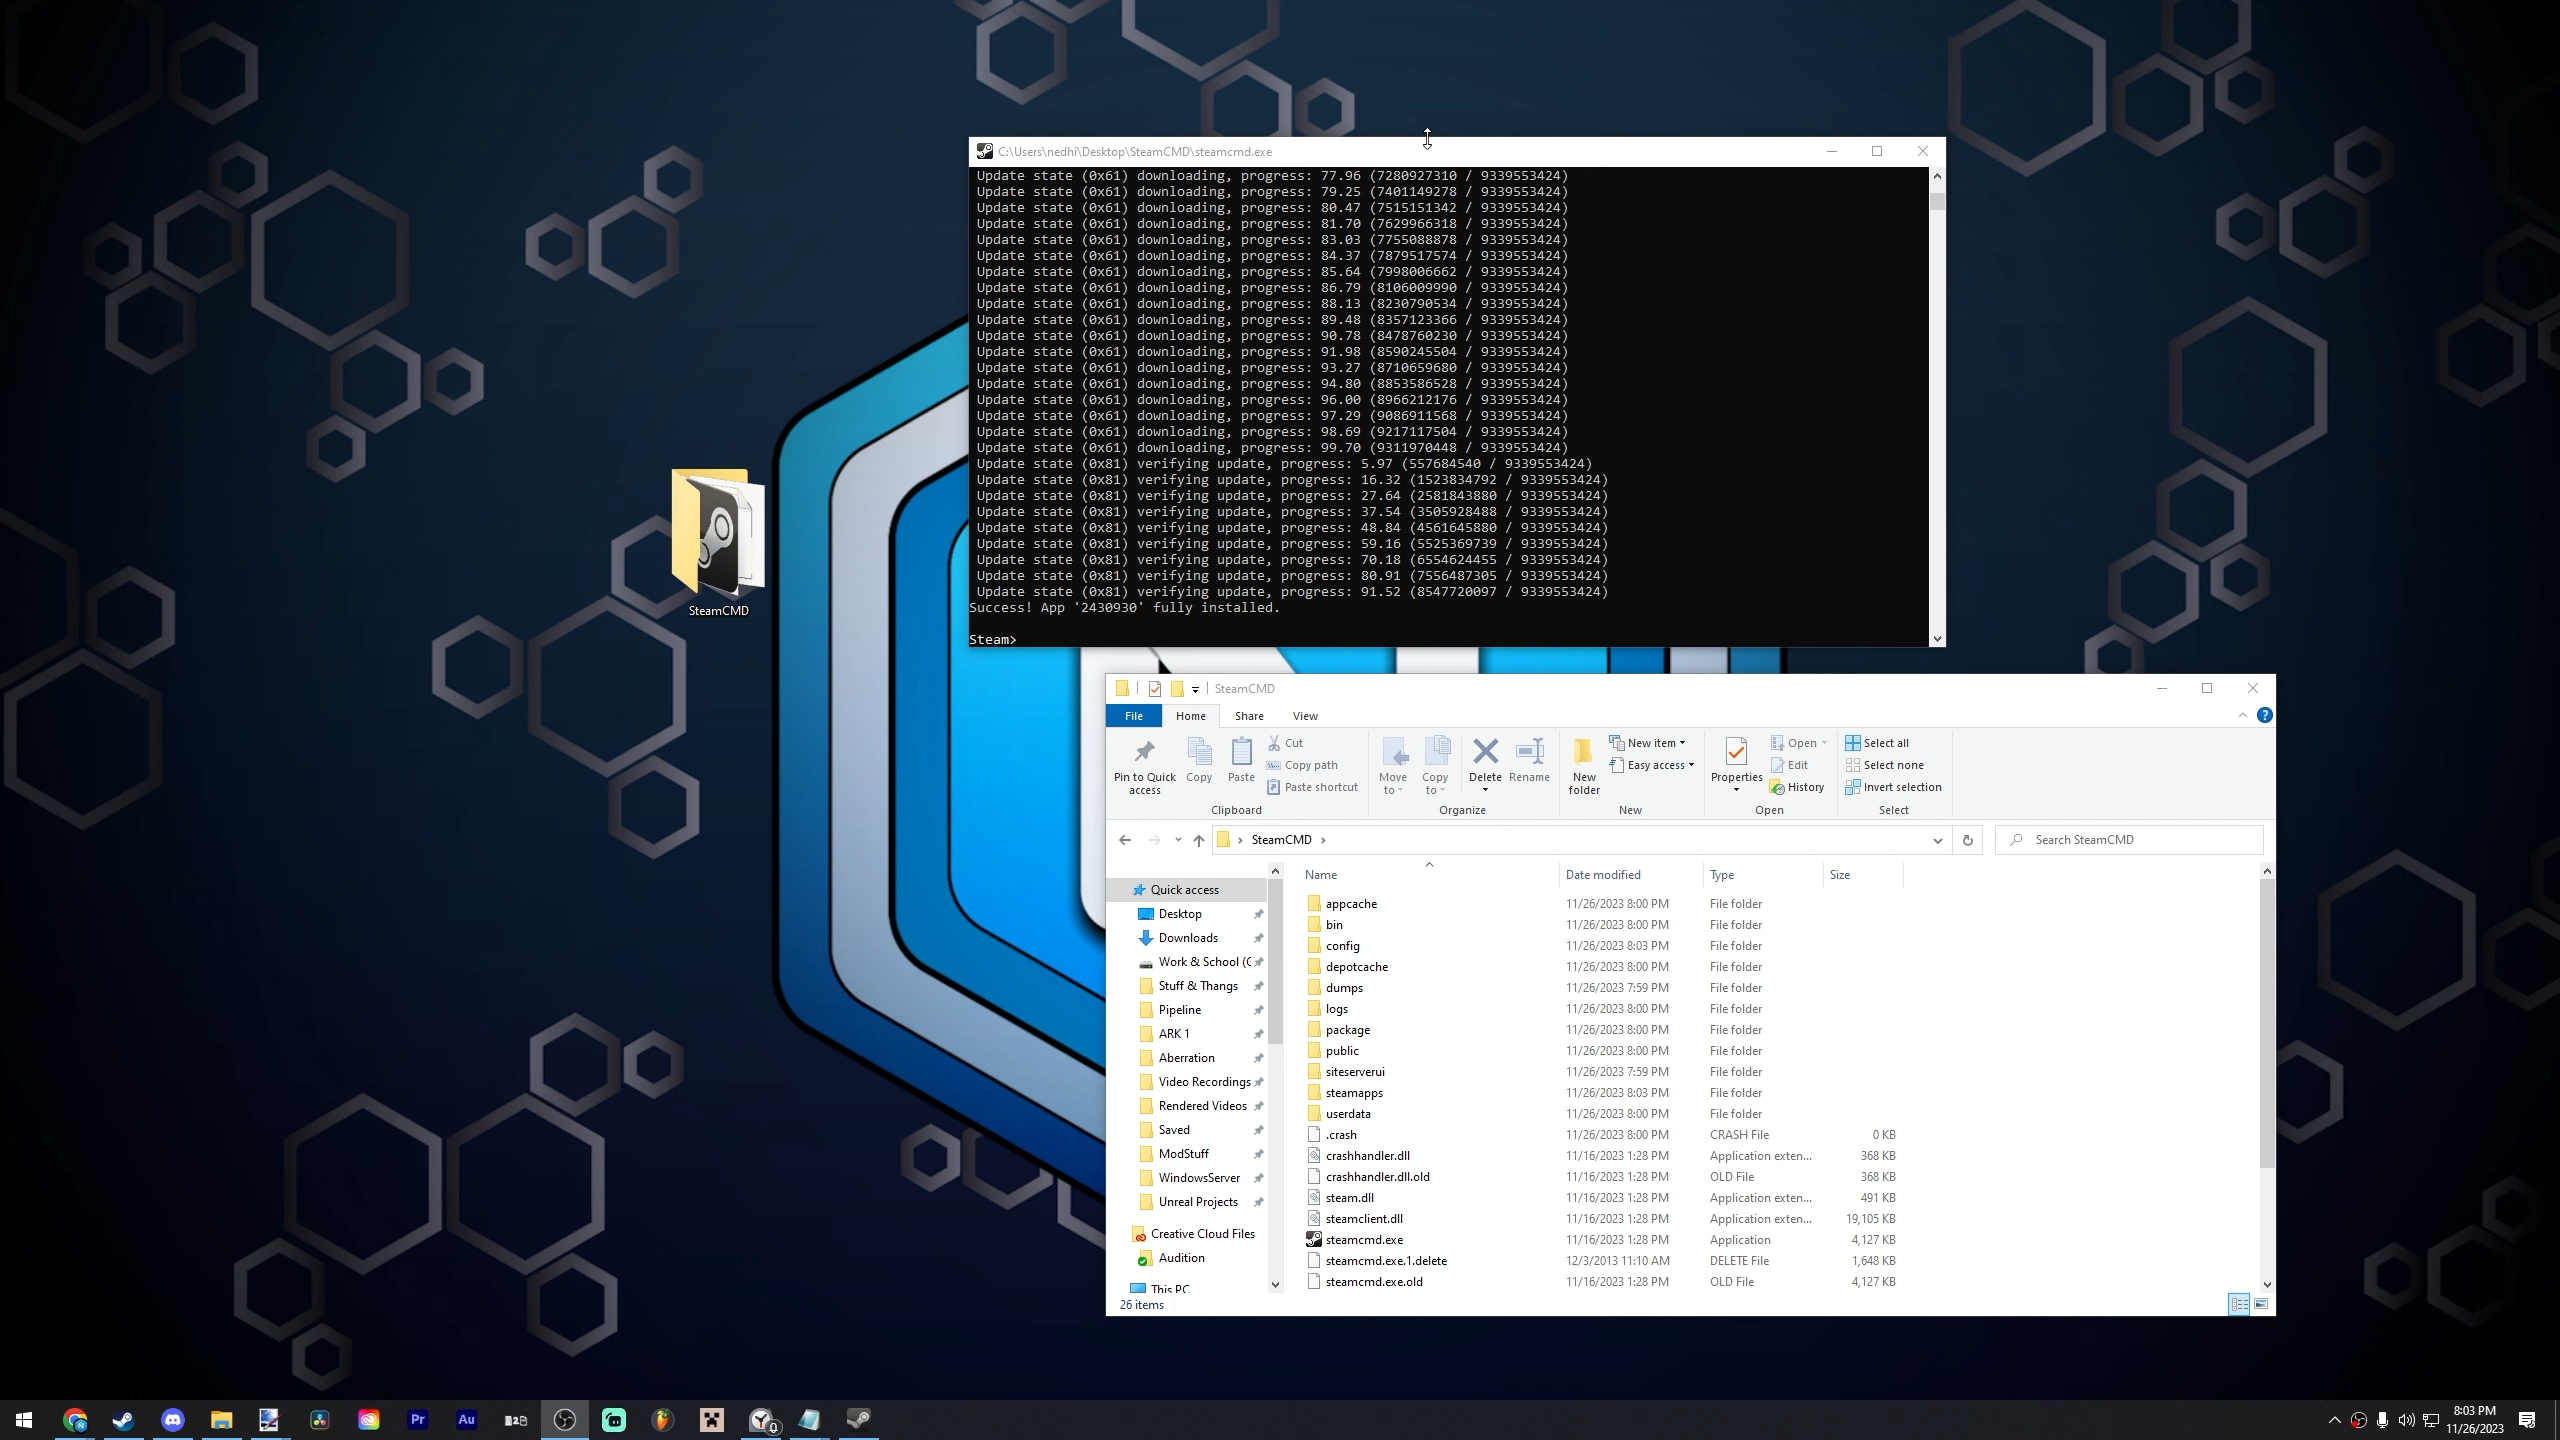 C:\Users\nedhi\Desktop\SteamCMD\steamcmd.exe
Update state (0x61) downloading, progress: 77.96 (7280927310 / 9339553424)
Update state (0x61) downloading, progress: 79.25 (7401149278 / 9339553424)
Update state (0x61) downloading, progress: 80.47 (7515151342 / 9339553424)
Update state (0x61) downloading, progress: 81.70 (7629966318 / 9339553424)
Update state (0x61) downloading, progress: 83.03 (7755088878 / 9339553424)
Update state (0x61) downloading, progress: 84.37 (7879517574 / 9339553424)
Update state (0x61) downloading, progress: 85.64 (7998006662 / 9339553424)
Update state (0x61) downloading, progress: 86.79 (8106009990 / 9339553424)
Update state (0x61) downloading, progress: 88.13 (8230790534 / 9339553424)
Update state (0x61) downloading, progress: 89.48 (8357123366 / 9339553424)
Update state (0x61) downloading, progress: 90.78 (8478760230 / 9339553424)
Update state (0x61) downloading, progress: 91.98 (8590245504 / 9339553424)
Update state (0x61) downloading, progress: 93.27 (8710659680 / 9339553424)
Update state (0x61) downloading, progress: 94.80 (8853586528 / 9339553424)
Update state (0x61) downloading, progress: 96.00 (8966212176 / 9339553424)
Update state (0x61) downloading, progress: 97.29 (9086911568 / 9339553424)
Update state (0x61) downloading, progress: 98.69 (9217117504 / 9339553424)
Update state (0x61) downloading, progress: 99.70 (9311970448 / 9339553424)
Update state (0x81) verifying update, progress: 5.97 (557684540 / 9339553424)
Update state (0x81) verifying update, progress: 16.32 (1523834792 / 9339553424)
Update state (0x81) verifying update, progress: 27.64 (2581843880 / 9339553424)
Update state (0x81) verifying update, progress: 37.54 (3505928488 / 9339553424)
Update state (0x81) verifying update, progress: 48.84 (4561645880 / 9339553424)
Update state (0x81) verifying update, progress: 59.16 (5525369739 / 9339553424)
Update state (0x81) verifying update, progress: 70.18 (6554624455 / 9339553424)
Update state (0x81) verifying update, progress: 80.91 (7556487305 / 9339553424)
Update state (0x81) verifying update, progress: 91.52 (8547720097 / 9339553424)
Success! App '2430930' fully installed.
Steam>
SteamCMD
SteamCMD
File Home Share View
Pin to Quick access
Copy
Paste
Cut
Copy path
Paste shortcut
Clipboard
Move to
Copy to
Delete
Rename
Organize
New folder
New item
Easy access
New
Properties
Open
Edit
History
Open
Select all
Select none
Invert selection
Select
SteamCMD
Search SteamCMD
Quick access
Desktop
Downloads
Work & School (
Stuff & Thangs
Pipeline
ARK 1
Aberration
Video Recordings
Rendered Videos
Saved
ModStuff
WindowsServer
Unreal Projects
Creative Cloud Files
Audition
This PC
Name Date modified Type Size
appcache 11/26/2023 8:00 PM File folder
bin 11/26/2023 8:00 PM File folder
config 11/26/2023 8:03 PM File folder
depotcache 11/26/2023 8:00 PM File folder
dumps 11/26/2023 7:59 PM File folder
logs 11/26/2023 8:00 PM File folder
package 11/26/2023 8:00 PM File folder
public 11/26/2023 8:00 PM File folder
siteserverui 11/26/2023 7:59 PM File folder
steamapps 11/26/2023 8:03 PM File folder
userdata 11/26/2023 8:00 PM File folder
.crash 11/26/2023 8:00 PM CRASH File 0 KB
crashhandler.dll 11/16/2023 1:28 PM Application exten... 368 KB
crashhandler.dll.old 11/16/2023 1:28 PM OLD File 368 KB
steam.dll 11/16/2023 1:28 PM Application exten... 491 KB
steamclient.dll 11/16/2023 1:28 PM Application exten... 19,105 KB
steamcmd.exe 11/16/2023 1:28 PM Application 4,127 KB
steamcmd.exe.1.delete 12/3/2013 11:10 AM DELETE File 1,648 KB
steamcmd.exe.old 11/16/2023 1:28 PM OLD File 4,127 KB
26 items
Pr
Au
8:03 PM
11/26/2023